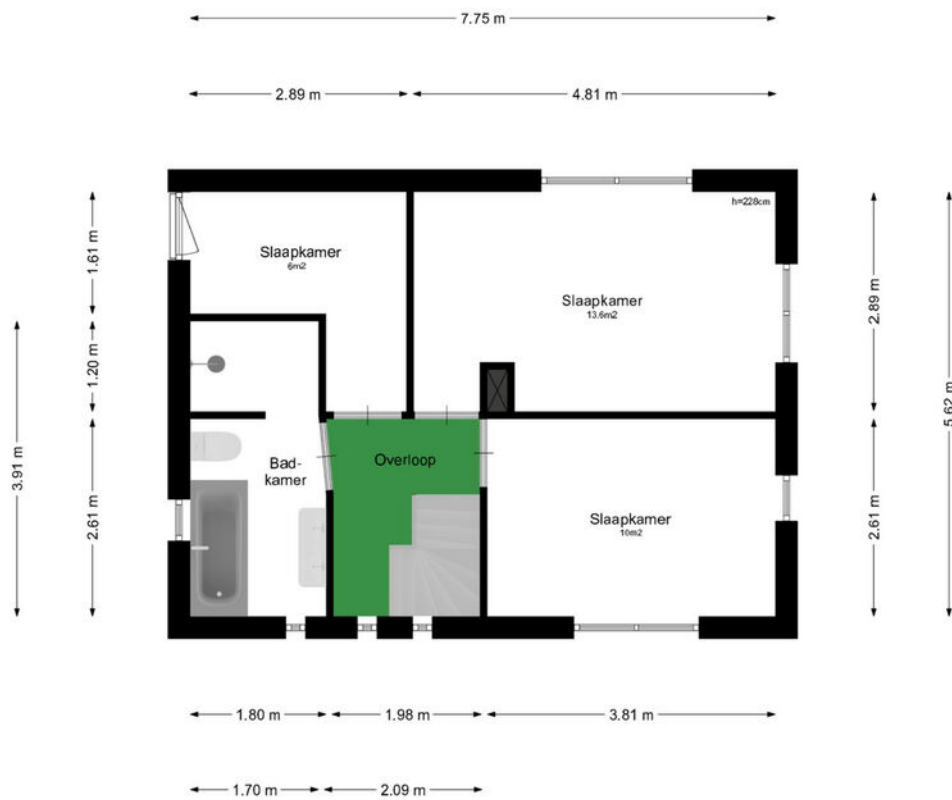 7.75 m
2.89 m
4.81 m
h=228cm
Slaapkamer
6m2
1.61 m
Slaapkamer
13.6m2
2.89 m
1.20 m
5.62 m
3.91 m
Overloop
Bad-
kamer
Slaapkamer
10m2
2.61 m
2.61 m
1.80 m
1.98 m
3.81 m
1.70 m
2.09 m